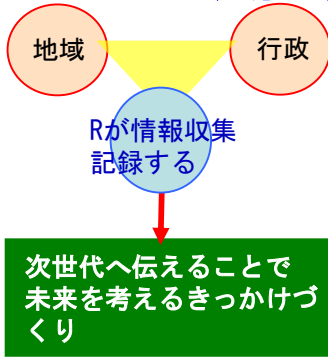 地域
行政
Rが情報収集
記録する
次世代へ伝えることで
未来を考えるきっかけづ
くり